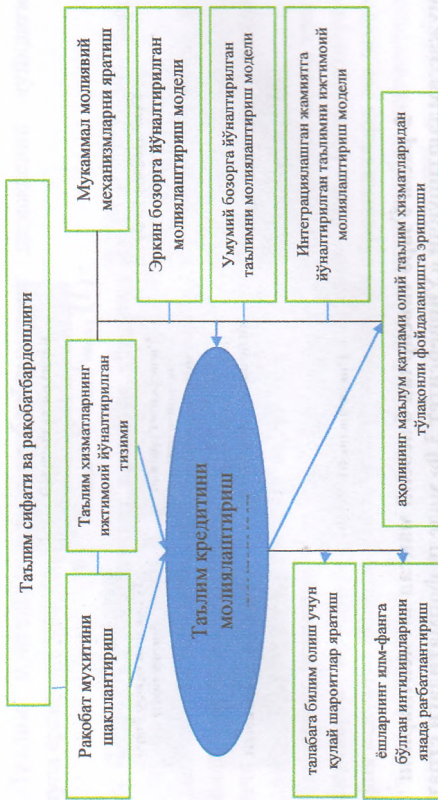 Таълим сифати ва рақобатбардошлиги
Рақобат мухитини
шакллантириш
Таълим хизматларнинг
ижтимоий йўналтирилган
тизими
Мукаммал молиявий
механизмларни яратиш
Эркин бозорга йўналтирилган
молиялаштириш модели
Умумий бозорга йўналтирилган
таълимни молиялаштириш модели
Интеграциялашган жамиятга
йўналтирилган таълимни ижтимоий
молиялаштириш модели
Таълим кредитини
молиялаштириш
талабага билим олиш учун
қулай шароитлар яратиш
ёшларнинг илм-фанга
бўлган интилишларини
янада рағбатлантириш
аҳолининг маълум қатлами олий таълим хизматларидан
тўлақонли фойдаланишга эришиши